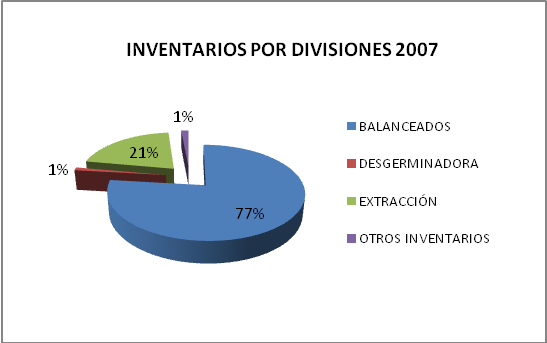 INVENTARIOS POR DIVISIONES 2007
1%
21%
1%
77%
BALANCEADOS
DESGERMINADORA
EXTRACCIÓN
OTROS INVENTARIOS